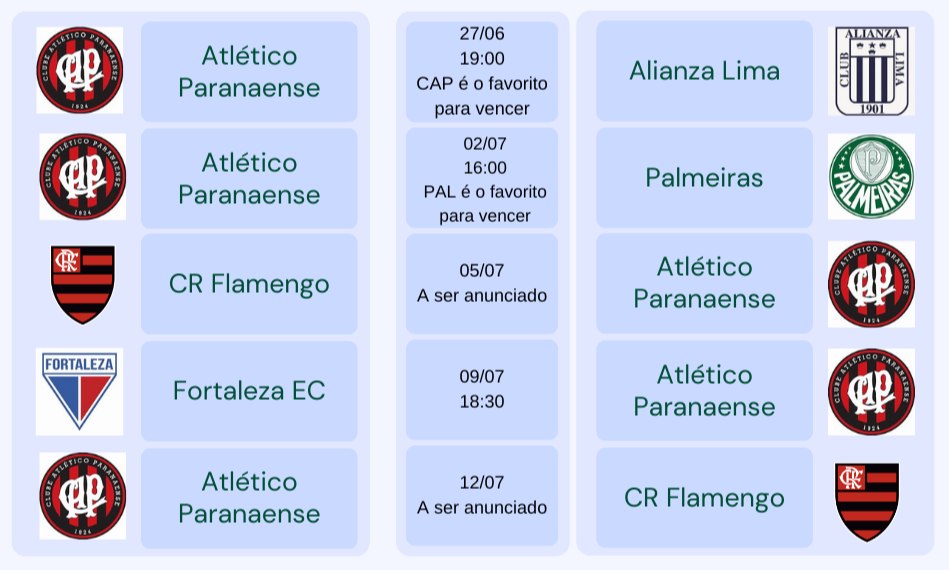 CLUBE ATLÉTICO PARANAENSE
CAP
1924
Atlético
Paranaense
27/06
19:00
CAP é o favorito
para vencer
Alianza Lima
ALIANZA
CLUB
LIMA
1901
CLUBE ATLÉTICO PARANAENSE
CAP
1924
Atlético
Paranaense
02/07
16:00
PAL é o favorito
para vencer
Palmeiras
P
PALMEIRAS
CRF
CR Flamengo
05/07
A ser anunciado
Atlético
Paranaense
CLUBE ATLÉTICO PARANAENSE
CAP
1924
FORTALEZA
Fortaleza EC
09/07
18:30
Atlético
Paranaense
CLUBE ATLÉTICO PARANAENSE
CAP
1924
CLUBE ATLÉTICO PARANAENSE
CAP
1924
Atlético
Paranaense
12/07
A ser anunciado
CR Flamengo
CRF